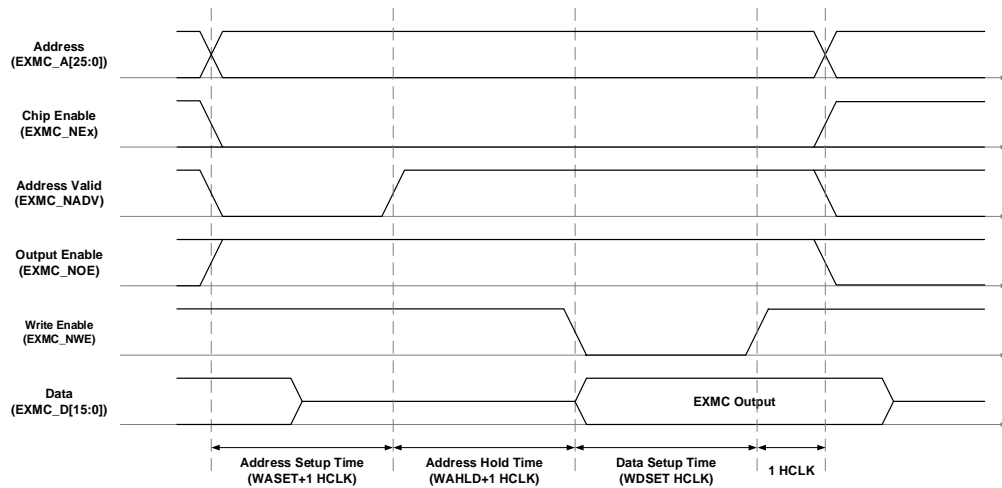 Address
(EXMC_A[25:0])
Chip Enable
(EXMC_NEx)
Address Valid
(EXMC_NADV)
Output Enable
(EXMC_NOE)
Write Enable
(EXMC_NWE)
Data
(EXMC_D[15:0])
EXMC Output
Address Setup Time
(WASET+1 HCLK)
Address Hold Time
(WAHLD+1 HCLK)
Data Setup Time
(WDSET HCLK)
1 HCLK